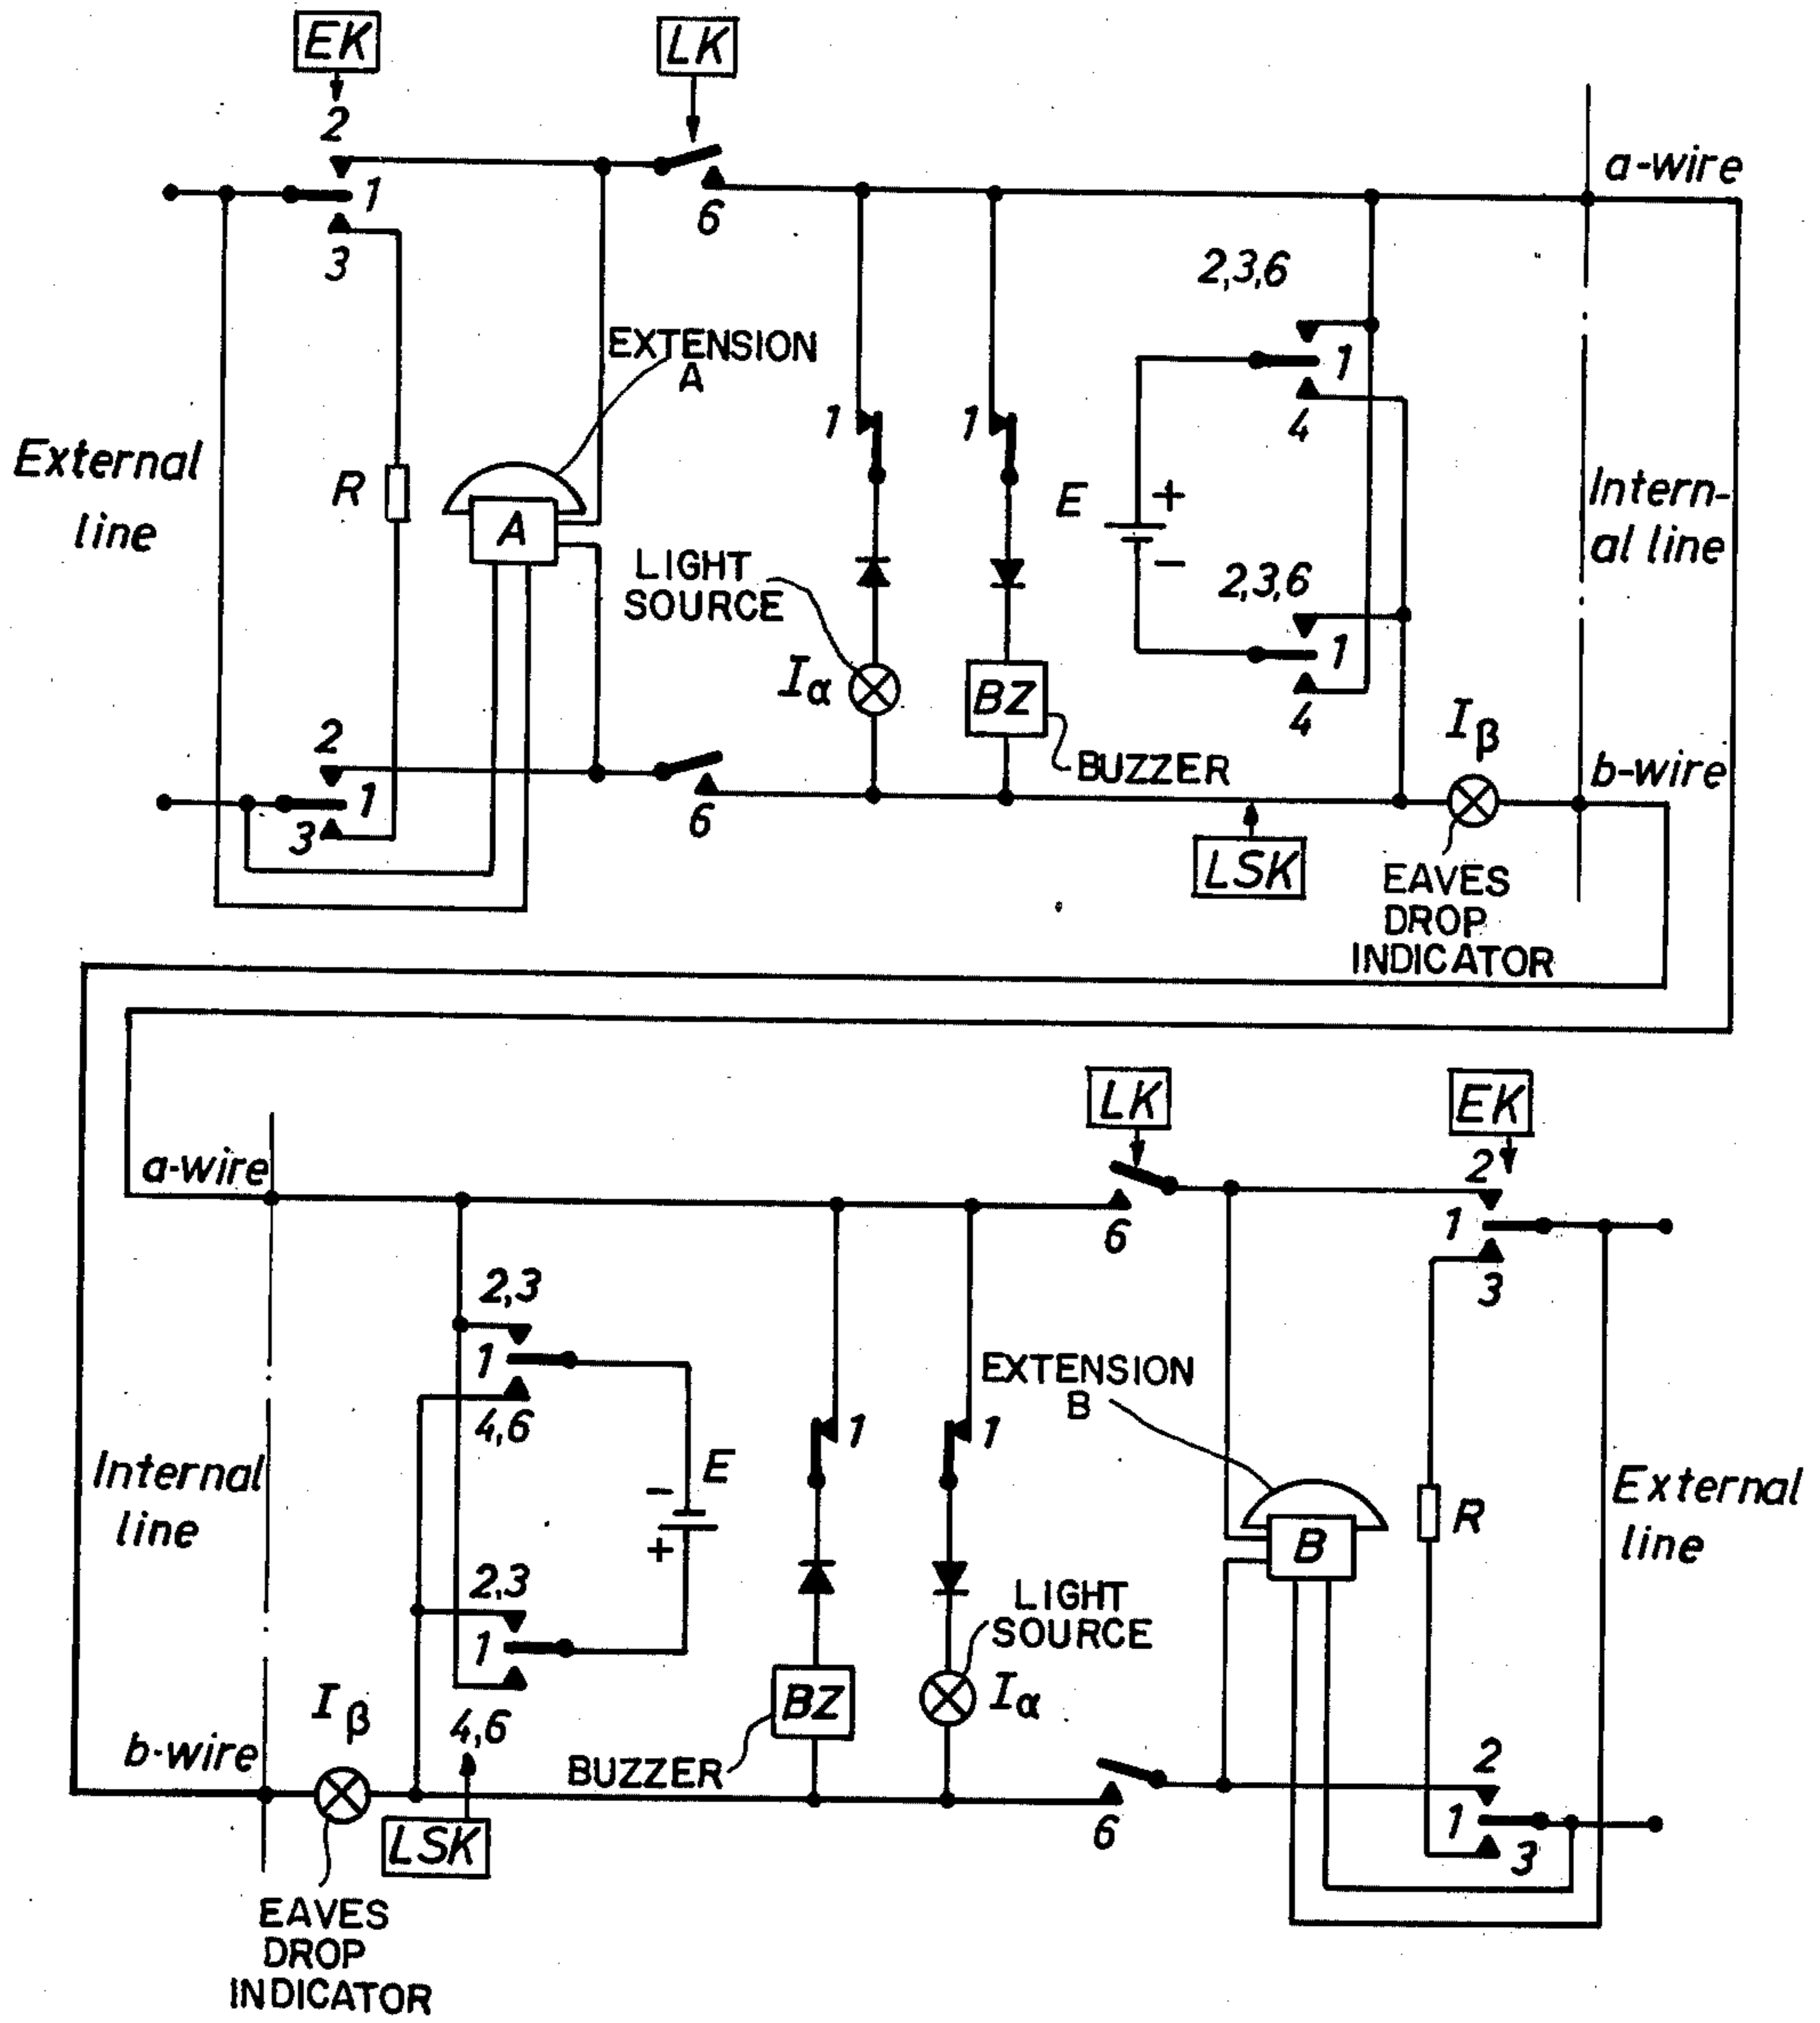 EK
LK
2
a-wire
1
6
3
2,3,6
EXTENSION
A
1
1
1
4
External
line
R
A
E
+
Intern-
al line
LIGHT
SOURCE
-
2,3,6
1
Iα
BZ
4
Iβ
2
BUZZER
b-wire
1
3
6
LSK
EAVES
DROP
INDICATOR
LK
EK
a-wire
2
6
1
3
2,3
1
EXTENSION
B
4,6
1
1
Internal
line
E
-
+
R
External
line
B
2,3
LIGHT
SOURCE
1
BZ
Iα
Iβ
4,6
b-wire
BUZZER
2
LSK
6
1
3
EAVES
DROP
INDICATOR